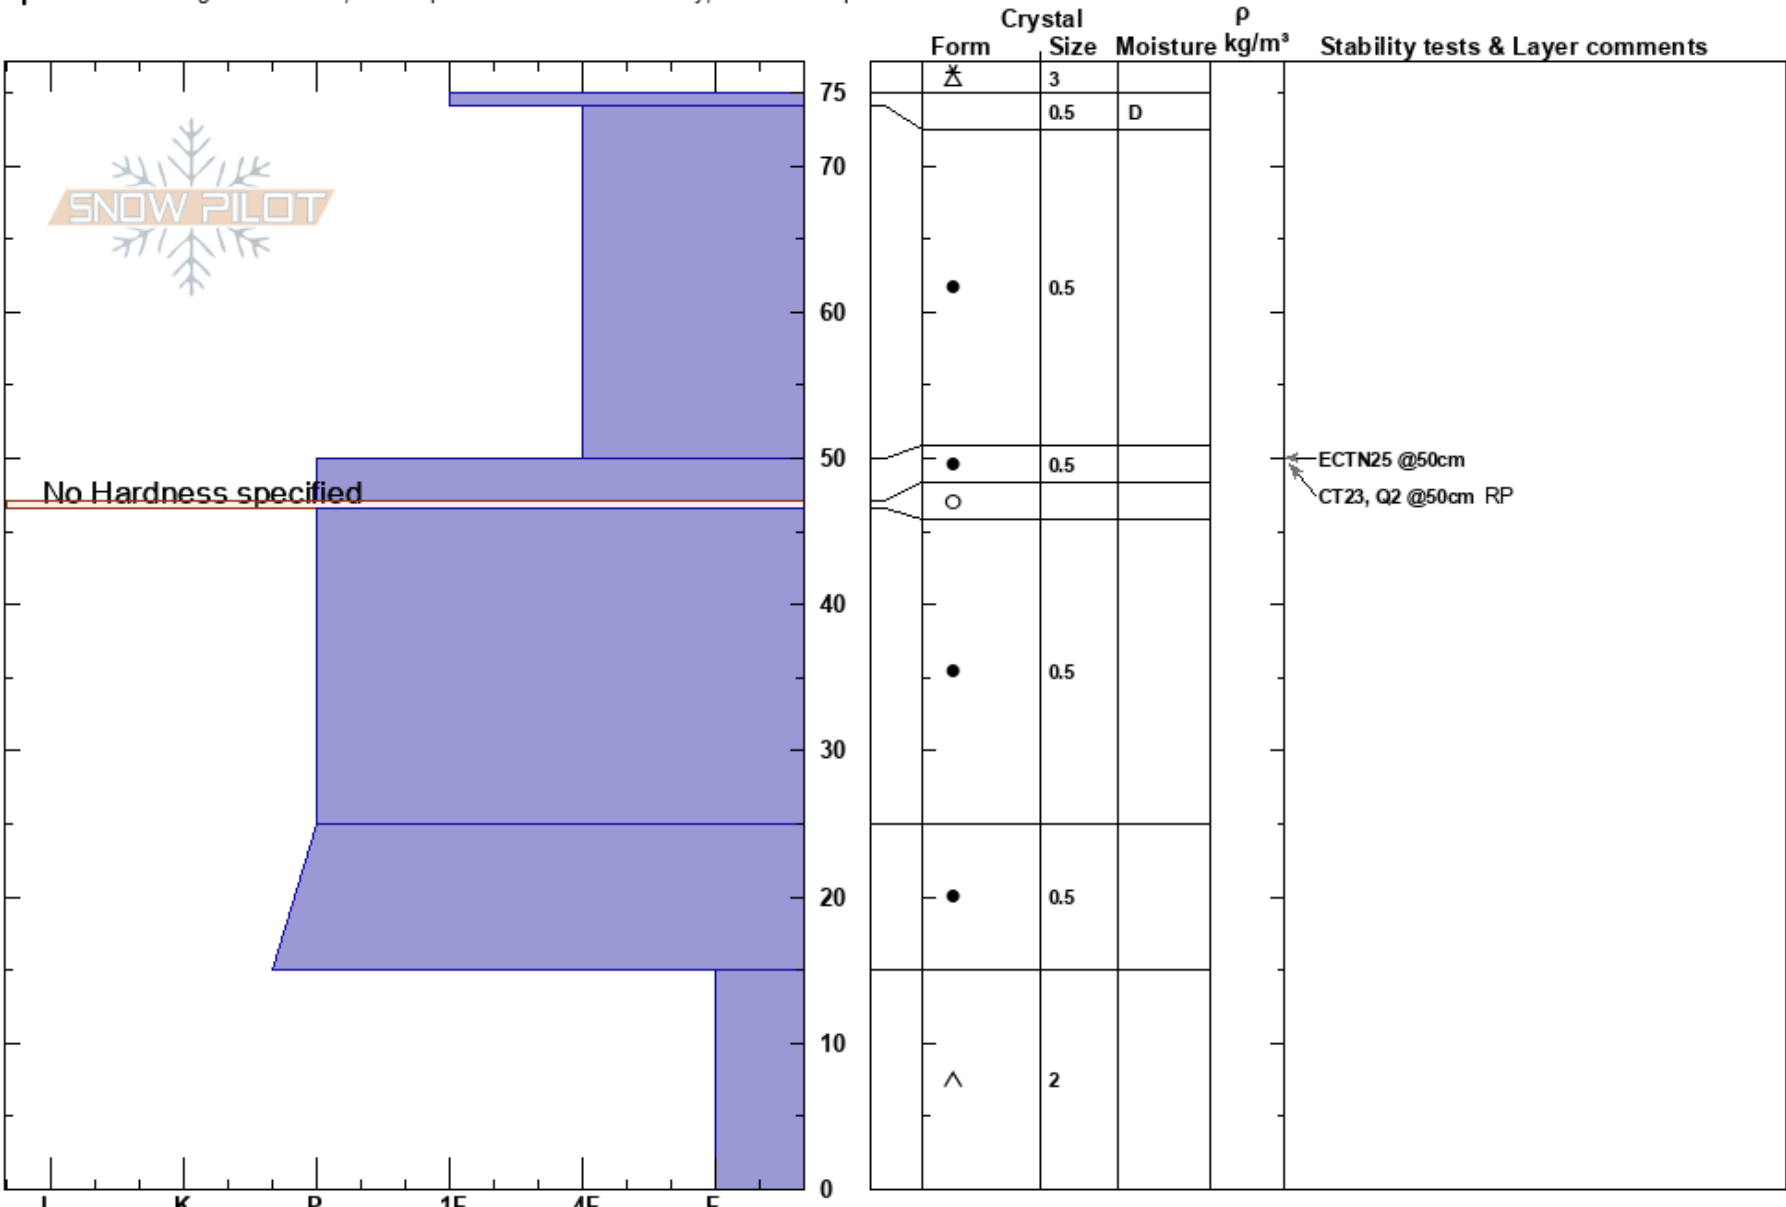 Crystal ρ
Form Size Moisture kg/m³ Stability tests & Layer comments
3
75
0.5 D
SNOW PILOT
70
0.5
60
50
ECTN25 @50cm
0.5
No Hardness specified
CT23, Q2 @50cm RP
40
0.5
30
20
0.5
10
2
0
I K P 1F 4F F